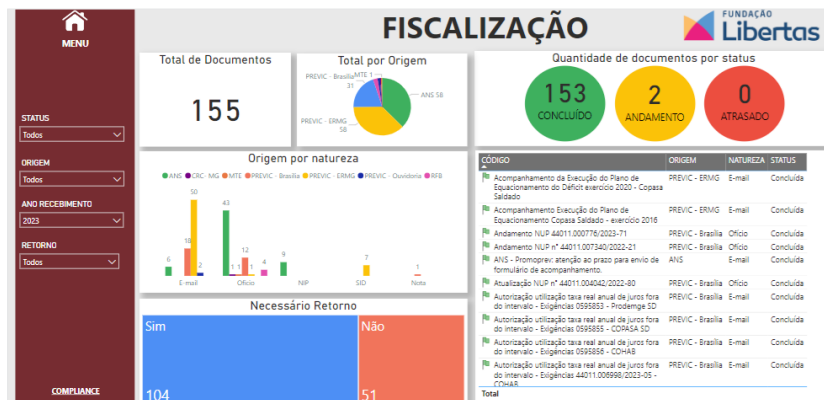 MENU
FISCALIZAÇÃO
FUNDAÇÃO
Libertas
STATUS
Todos
ORIGEM
Todos
ANO RECEBIMENTO
2023
RETORNO
Todos
COMPLIANCE
Total de Documentos
155
Total por Origem
PREVIC - Brasília
31
MTE 1
ANS 58
PREVIC - ERMG
58
Quantidade de documentos por status
153
CONCLUÍDO
2
ANDAMENTO
0
ATRASADO
Origem por natureza
ANS CRC- MG MTE PREVIC - Brasília PREVIC - ERMG PREVIC - Ouvidoria RFB
6 18 50 2
43 1 12 1 1 4
9
7
1
E-mail Ofício NIP SID Nota
Necessário Retorno
Sim
104
Não
51
CÓDIGO ORIGEM NATUREZA STATUS
Acompanhamento da Execução do Plano de PREVIC - ERMG E-mail Concluída
Equacionamento do Déficit exercício 2020 - Copasa
Saldado
Acompanhamento Execução do Plano de PREVIC - ERMG E-mail Concluída
Equacionamento Copasa Saldado - exercício 2016
Andamento NUP 44011.000776/2023-71 PREVIC - Brasília Ofício Concluída
Andamento NUP n° 44011.007340/2022-21 PREVIC - Brasília Ofício Concluída
ANS - Promoprev: atenção ao prazo para envio de ANS E-mail Concluída
formulário de acompanhamento.
Atualização NUP n° 44011.004042/2022-80 PREVIC - Brasília Ofício Concluída
Autorização utilização taxa real anual de juros fora PREVIC - Brasília E-mail Concluída
do intervalo - Exigências 0595853 - Prodemge SD
Autorização utilização taxa real anual de juros fora PREVIC - Brasília E-mail Concluída
do intervalo - Exigências 0595855 - COPASA SD
Autorização utilização taxa real anual de juros fora PREVIC - Brasília E-mail Concluída
do intervalo - Exigências 0595856 - COHAB
Autorização utilização taxa real anual de juros fora PREVIC - Brasília E-mail Concluída
do intervalo - Exigências 44011.006998/2023-05 -
COHAB
Total